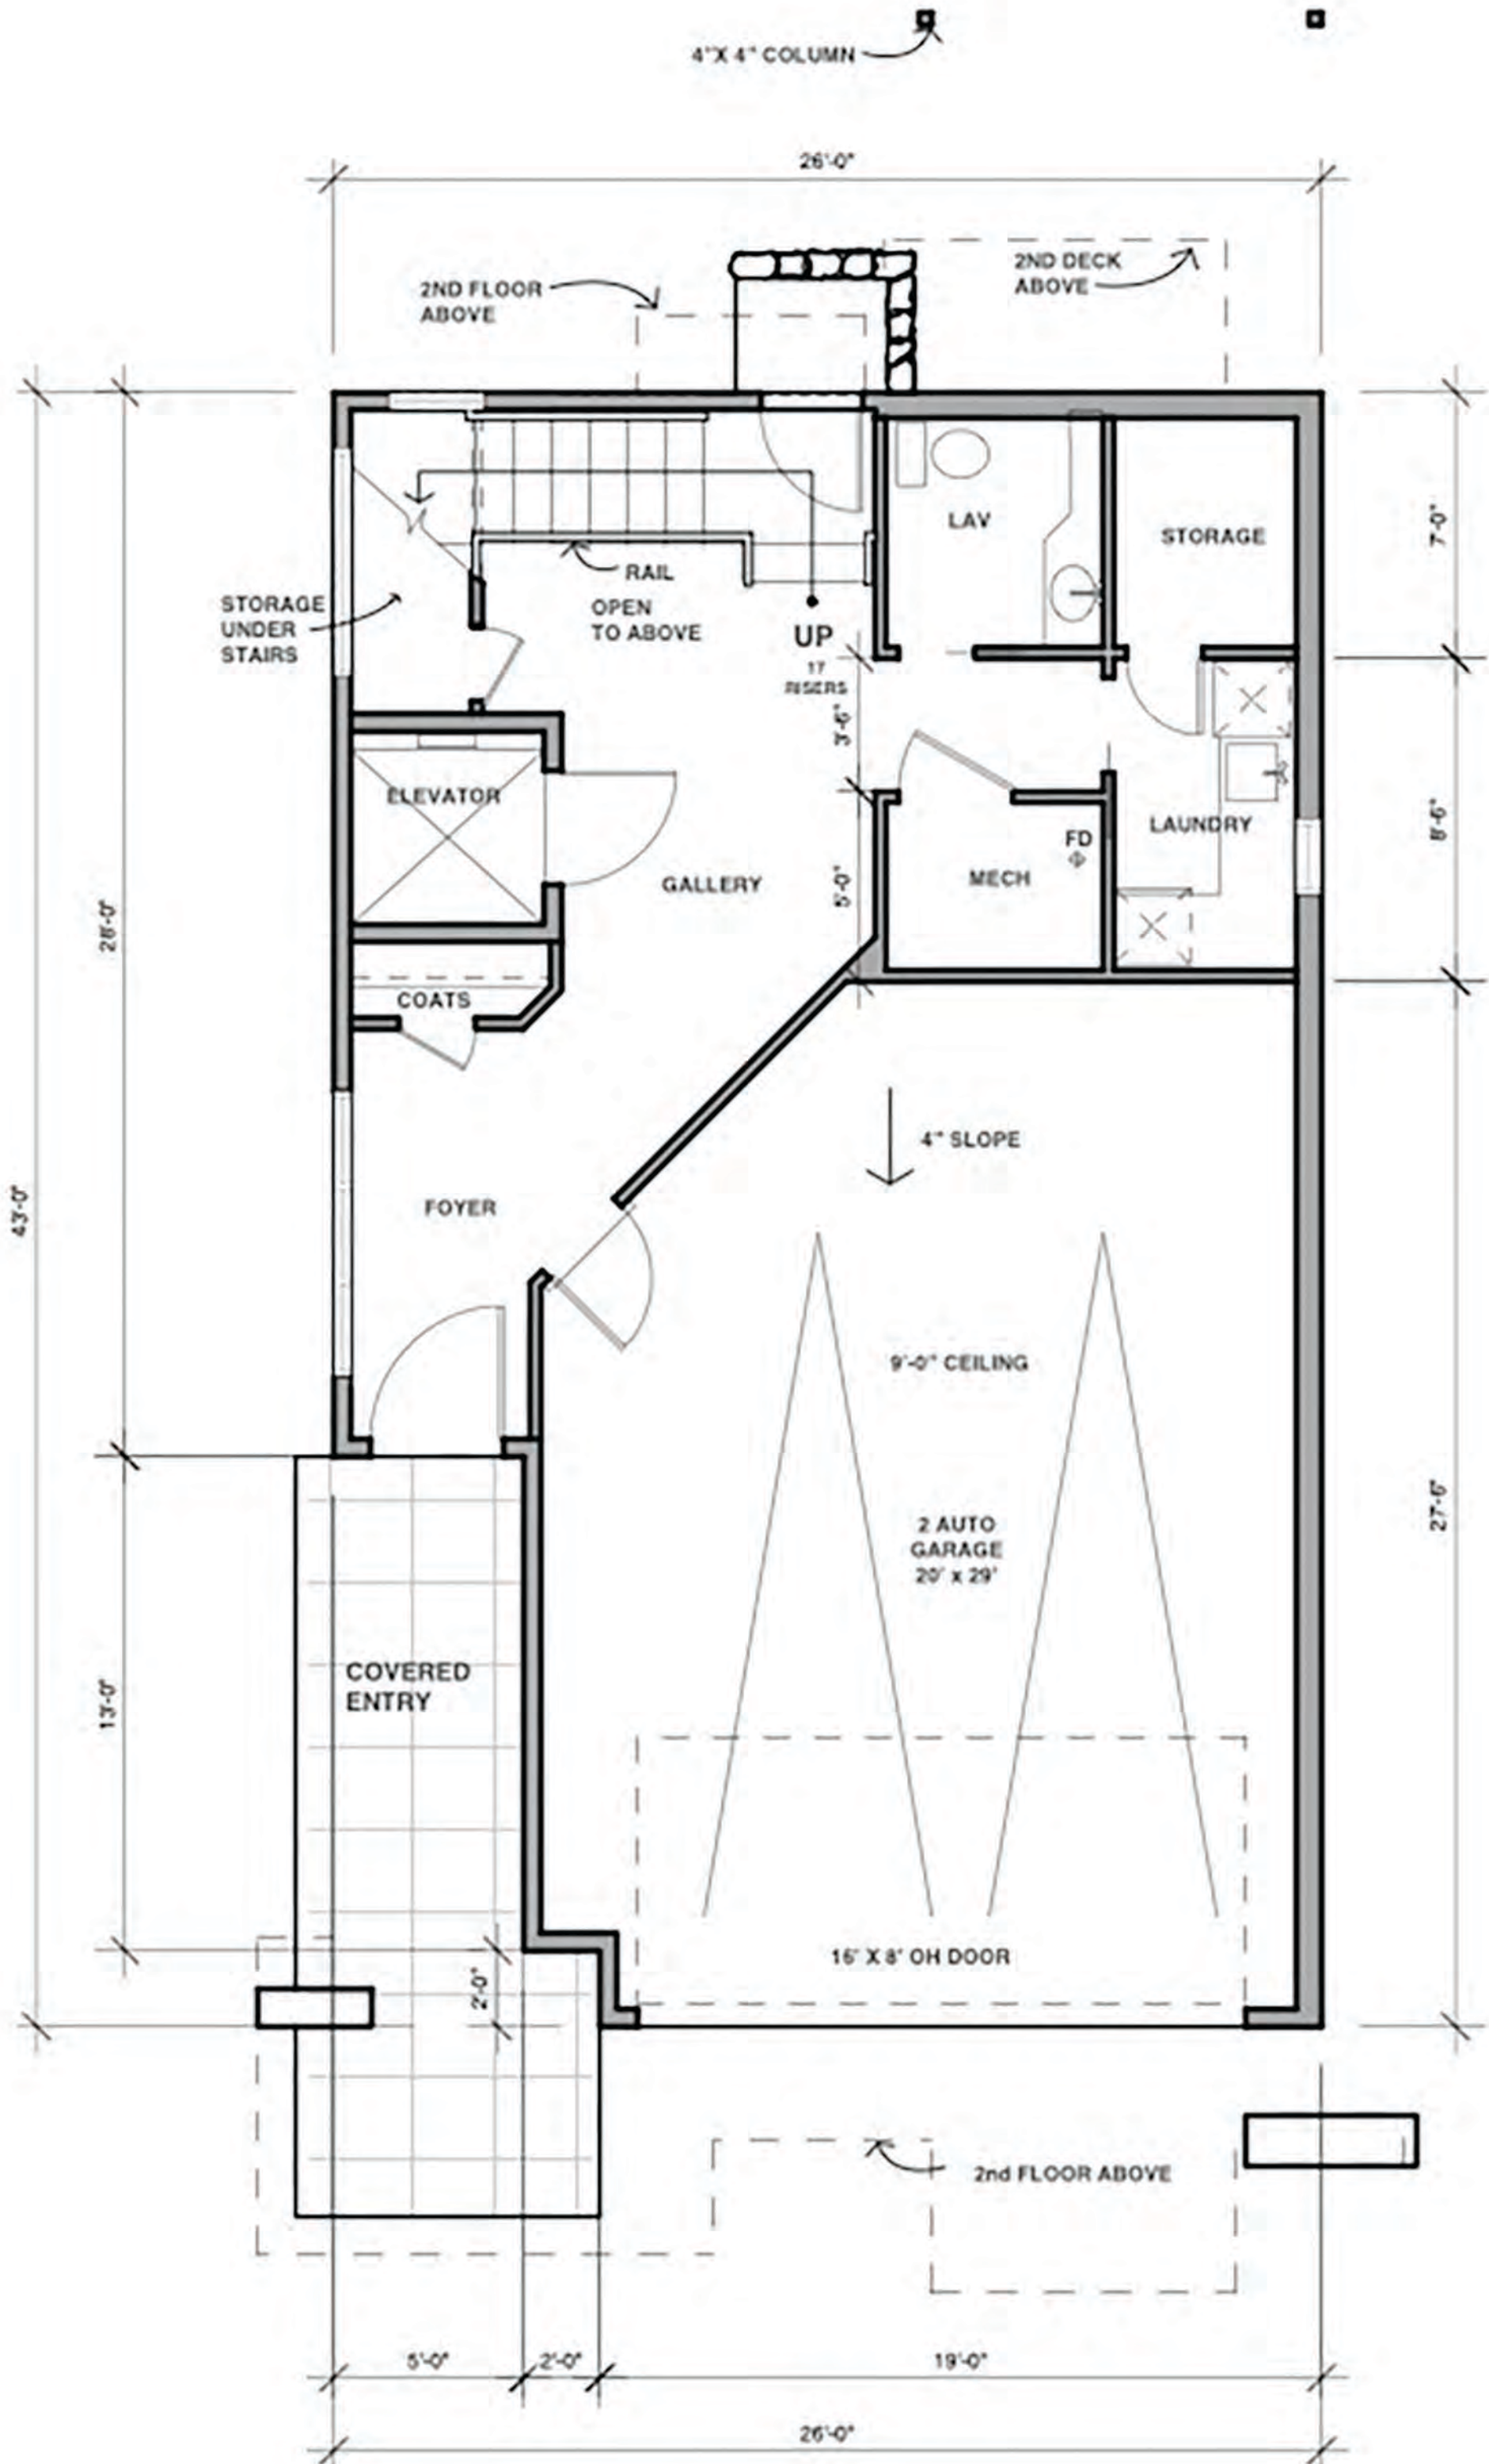 4"X 4" COLUMN
26'-0"
2ND FLOOR
ABOVE
2ND DECK
ABOVE
LAV
STORAGE
7'-0"
RAIL
OPEN
TO ABOVE
STORAGE
UNDER
STAIRS
UP
17
RISERS
3'-6"
ELEVATOR
GALLERY
5'-0"
MECH
FD
LAUNDRY
8'-6"
28'-0"
COATS
4" SLOPE
FOYER
43'-0"
9'-0" CEILING
2 AUTO
GARAGE
20' x 29'
27'-6"
COVERED
ENTRY
13'-0"
16' X 8' OH DOOR
2'-0"
2nd FLOOR ABOVE
5'-0"
2'-0"
19'-0"
26'-0"